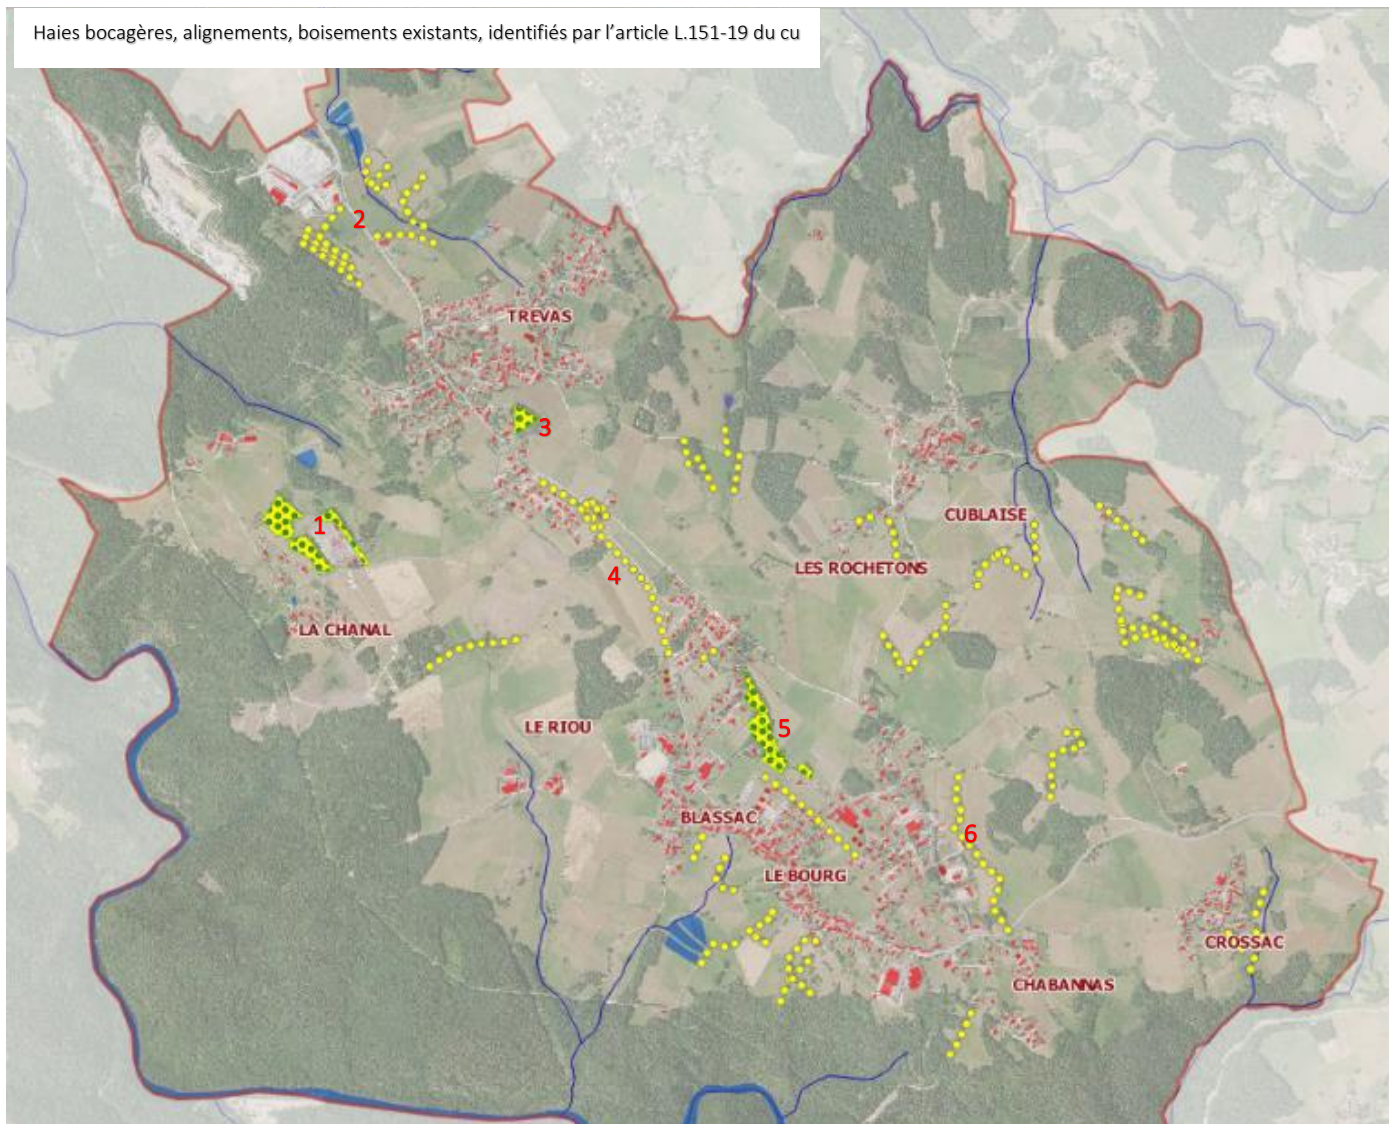 Haies bocagères, alignements, boisements existants, identifiés par l’article L.151-19 du cu
2
TREVAS
3
CUBLAISE
1
LES ROCHETONS
4
LA CHANAL
LE RIOU
5
BLASSAC
6
LE BOURG
CROSSAC
CHABANNAS